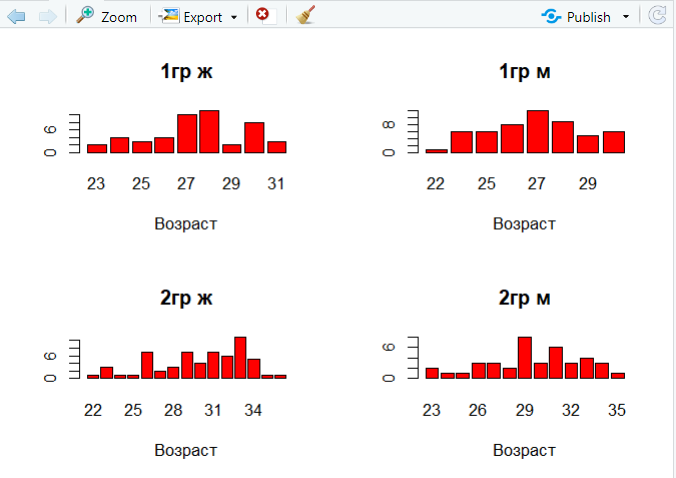 Zoom Export Publish
1гр ж
6
0
23 25 27 29 31
Возраст
1гр м
8
0
22 25 27 29
Возраст
2гр ж
6
0
22 25 28 31 34
Возраст
2гр м
6
0
23 26 29 32 35
Возраст